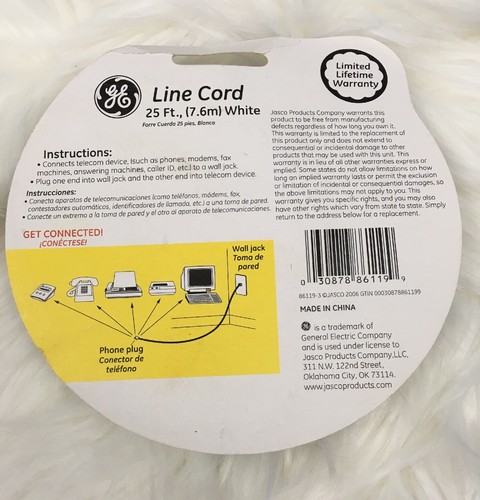 GE
Line Cord
25 Ft., (7.6m) White
Forre Cuerda 25 pies, Blanco
Instructions:
• Connects telecom device, (such as phones, modems, fax
machines, answering machines, caller ID, etc.) to a wall jack.
• Plug one end into wall jack and the other end into telecom device.
Instrucciones:
• Conecta aparatos de telecomunicaciones (como teléfonos, módems, fax,
contestadores automáticos, identificadores de llamada, etc.) a una toma de pared.
• Conecte un extremo a la toma de pared y el otro al aparato de telecomunicaciones.
GET CONNECTED!
¡CONÉCTESE!
Wall jack
Toma de
pared
Phone plug
Conector de
teléfono
Limited
Lifetime
Warranty
Jasco Products Company warrants this
product to be free from manufacturing
defects regardless of how long you own it.
This warranty is limited to the replacement of
this product only and does not extend to
consequential or incidental damage to other
products that may be used with this unit. This
warranty is in lieu of all other warranties express or
implied. Some states do not allow limitations on how
long an implied warranty lasts or permit the exclusion
or limitation of incidental or consequential damages, so
the above limitations may not apply to you. This
warranty gives you specific rights, and you may also
have other rights which vary from state to state. Simply
return to the address below for a replacement.
0 30878 86119 9
86119-3 ©JASCO 2006 GTIN 00030878861199
MADE IN CHINA
GE is a trademark of
General Electric Company
and is used under license to
Jasco Products Company,LLC,
311 N.W. 122nd Street,
Oklahoma City, OK 73114.
www.jascoproducts.com